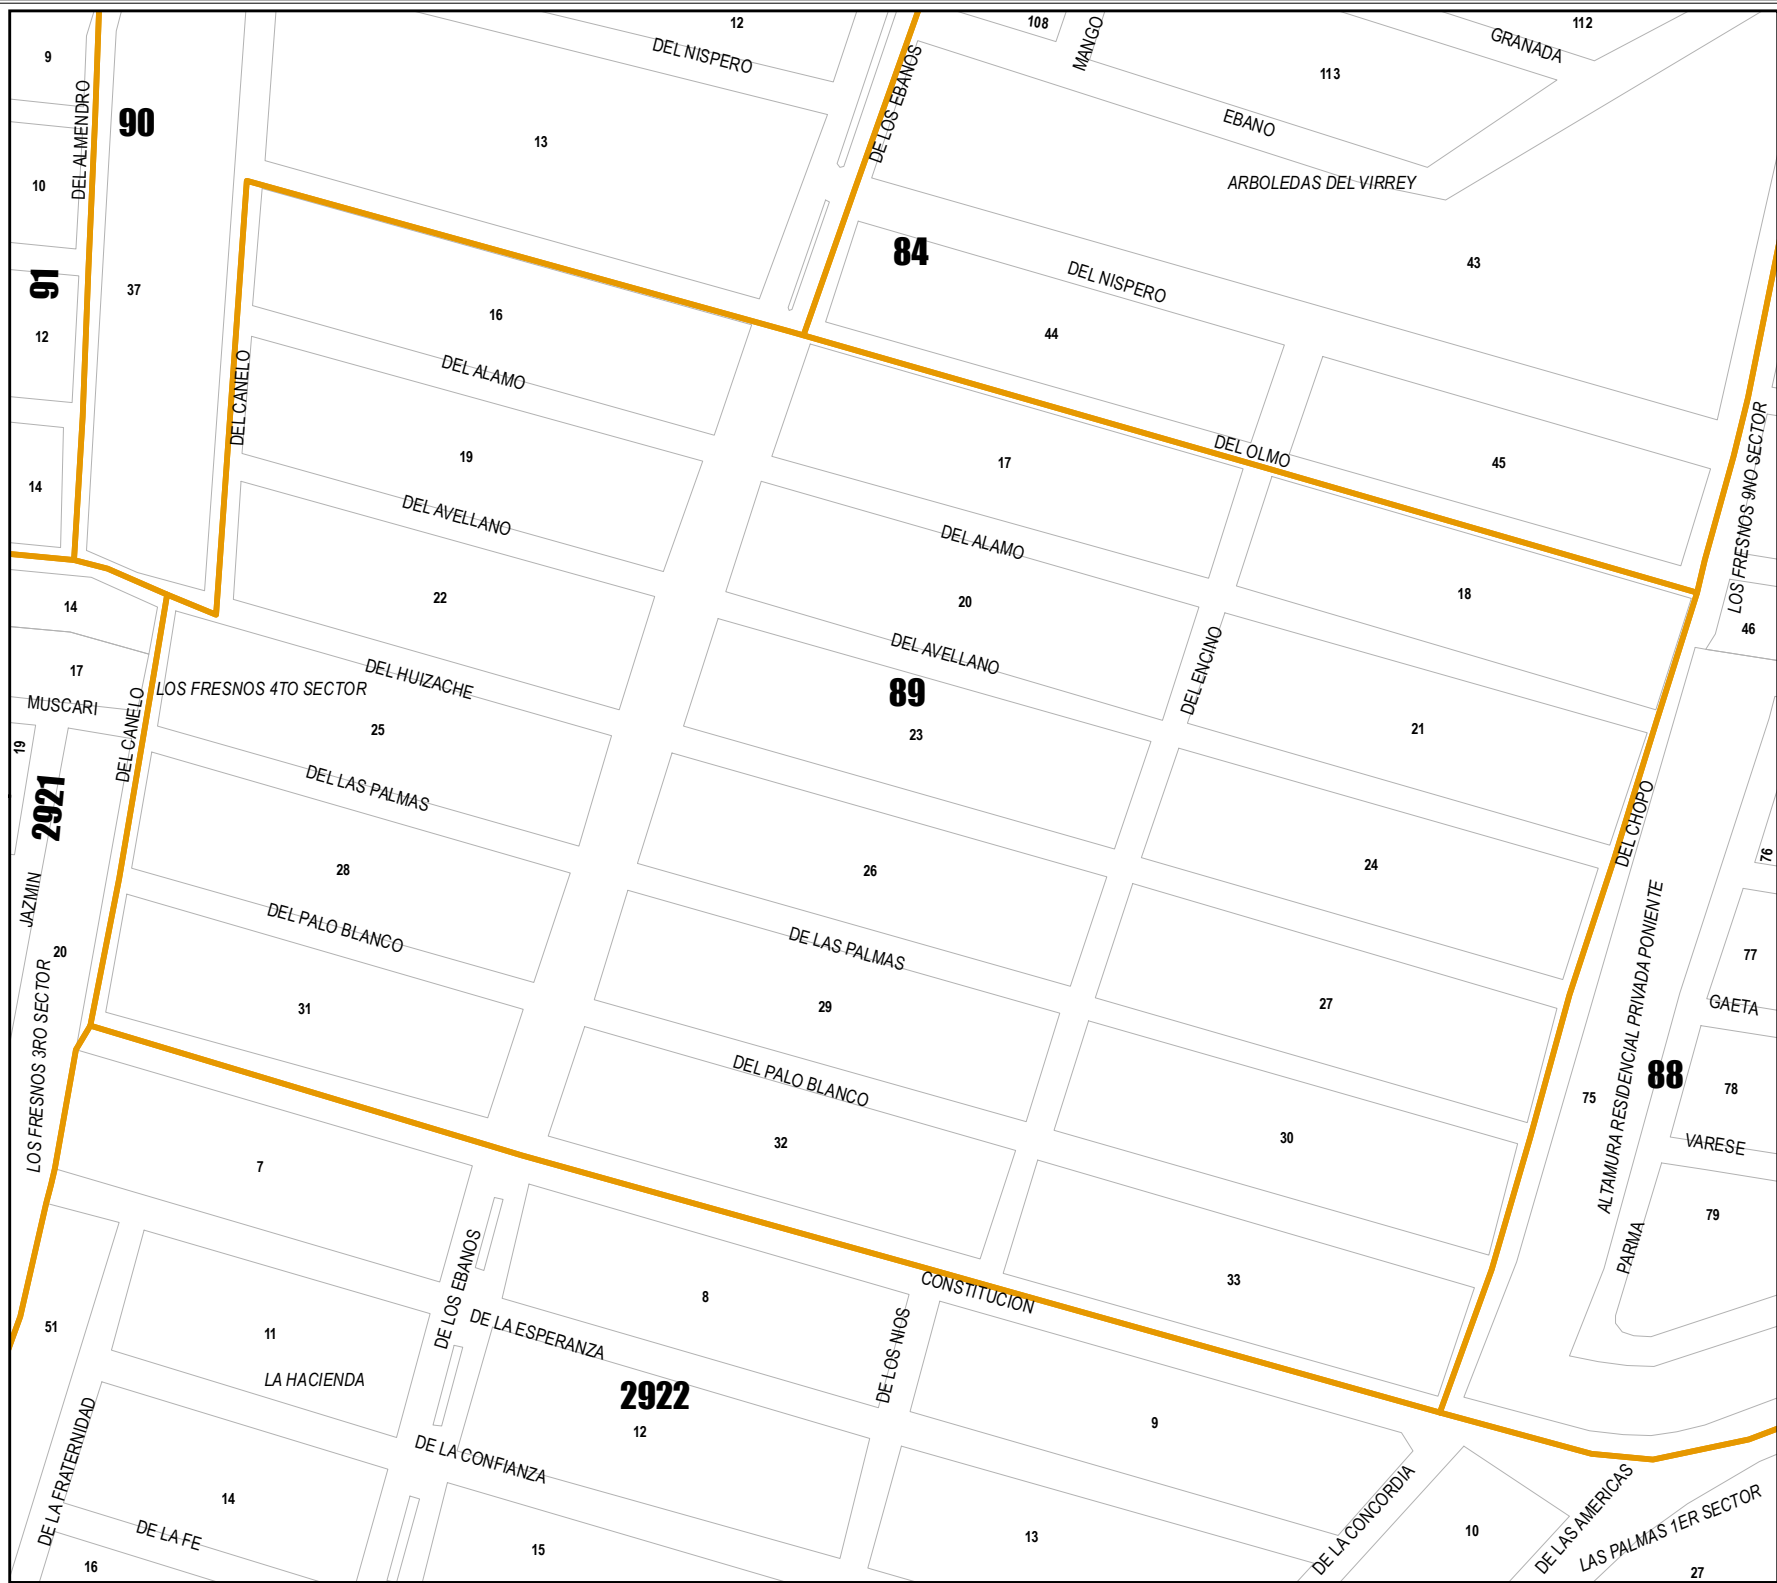 12
108
112
9
DEL NISPERO
MANGO
GRANADA
113
DE LOS EBANOS
90
DEL ALMENDRO
EBANO
13
10
ARBOLEDAS DEL VIRREY
84
43
DEL NISPERO
91
37
16
12
44
DEL ALAMO
DEL CANELO
DEL OLMO
19
17
45
LOS FRESNOS 9NO SECTOR
14
DEL AVELLANO
DEL ALAMO
22
20
18
14
46
DEL AVELLANO
DEL ENCINO
17
DEL HUIZACHE
LOS FRESNOS 4TO SECTOR
89
MUSCARI
25
23
21
19
DEL CANELO
DEL LAS PALMAS
2921
DEL CHOPO
76
28
26
24
JAZMIN
DEL PALO BLANCO
DE LAS PALMAS
20
77
31
29
27
GAETA
LOS FRESNOS 3RO SECTOR
ALTAMURA RESIDENCIAL PRIVADA PONIENTE
88
DEL PALO BLANCO
75
78
32
30
VARESE
7
79
PARMA
33
CONSTITUCION
8
DE LOS EBANOS
51
11
DE LA ESPERANZA
DE LOS NIOS
LA HACIENDA
2922
12
9
DE LA CONFIANZA
DE LA FRATERNIDAD
14
DE LA CONCORDIA
DE LAS AMERICAS
LAS PALMAS 1ER SECTOR
DE LA FE
13
10
15
16
27